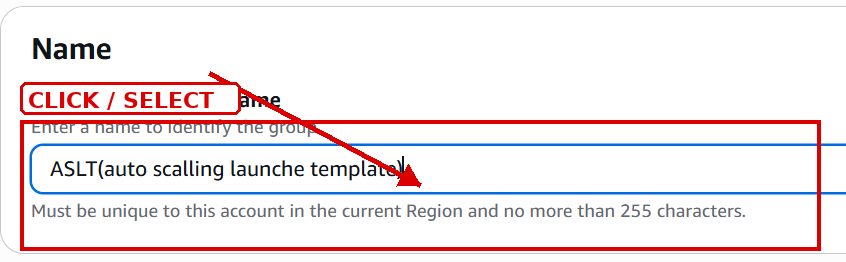 Name
CLICK / SELECT
Enter a name to identify the group
ASLT(auto scalling launche template)
Must be unique to this account in the current Region and no more than 255 characters.